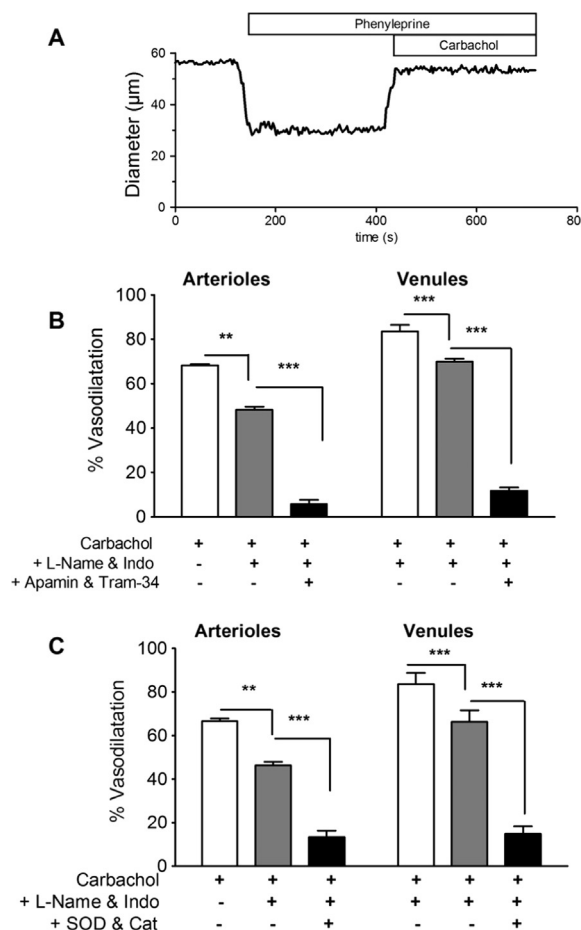 A
Phenyleprine
Carbachol
Diameter (µm)
60
40
20
0
0 200 400 600 80
time (s)
B
Arterioles Venules
% Vasodilatation
100
80
60
40
20
0
** *** *** ***
Carbachol + + + + + +
+ L-Name & Indo - + + + + +
+ Apamin & Tram-34 - - + - - +
C
Arterioles Venules
% Vasodilatation
100
80
60
40
20
0
** *** *** ***
Carbachol + + + + + +
+ L-Name & Indo - + + + + +
+ SOD & Cat - - + - - +